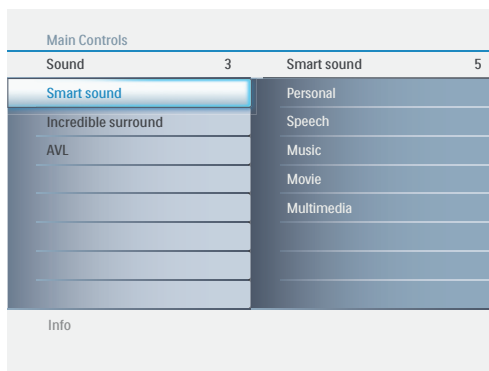 Main Controls
Sound 3 Smart sound 5
Smart sound Personal
Incredible surround Speech
AVL Music
Movie
Multimedia
Info